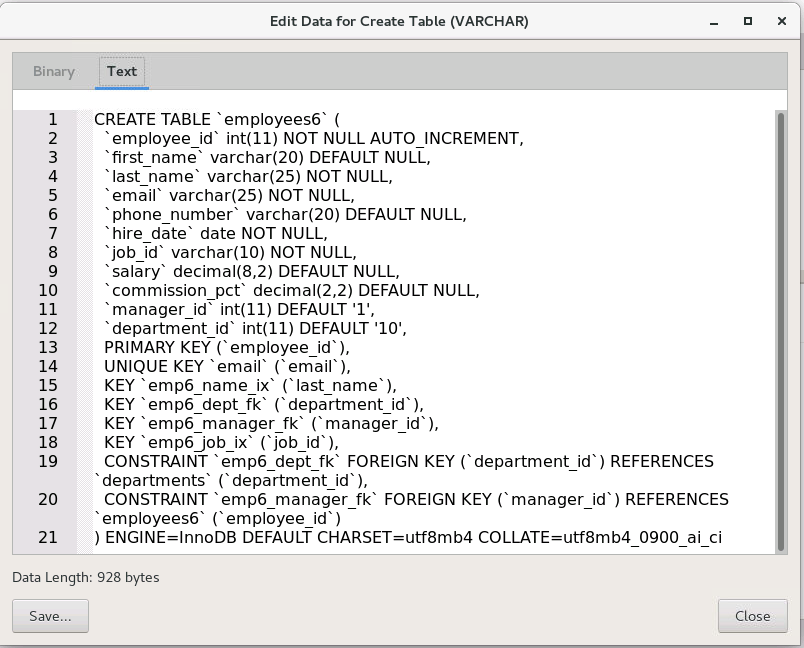 Edit Data for Create Table (VARCHAR)
Binary
Text
1 CREATE TABLE `employees6` (
2 `employee_id` int(11) NOT NULL AUTO_INCREMENT,
3 `first_name` varchar(20) DEFAULT NULL,
4 `last_name` varchar(25) NOT NULL,
5 `email` varchar(25) NOT NULL,
6 `phone_number` varchar(20) DEFAULT NULL,
7 `hire_date` date NOT NULL,
8 `job_id` varchar(10) NOT NULL,
9 `salary` decimal(8,2) DEFAULT NULL,
10 `commission_pct` decimal(2,2) DEFAULT NULL,
11 `manager_id` int(11) DEFAULT '1',
12 `department_id` int(11) DEFAULT '10',
13 PRIMARY KEY (`employee_id`),
14 UNIQUE KEY `email` (`email`),
15 KEY `emp6_name_ix` (`last_name`),
16 KEY `emp6_dept_fk` (`department_id`),
17 KEY `emp6_manager_fk` (`manager_id`),
18 KEY `emp6_job_ix` (`job_id`),
19 CONSTRAINT `emp6_dept_fk` FOREIGN KEY (`department_id`) REFERENCES
`departments` (`department_id`),
20 CONSTRAINT `emp6_manager_fk` FOREIGN KEY (`manager_id`) REFERENCES
`employees6` (`employee_id`)
21 ) ENGINE=InnoDB DEFAULT CHARSET=utf8mb4 COLLATE=utf8mb4_0900_ai_ci
Data Length: 928 bytes
Save...
Close